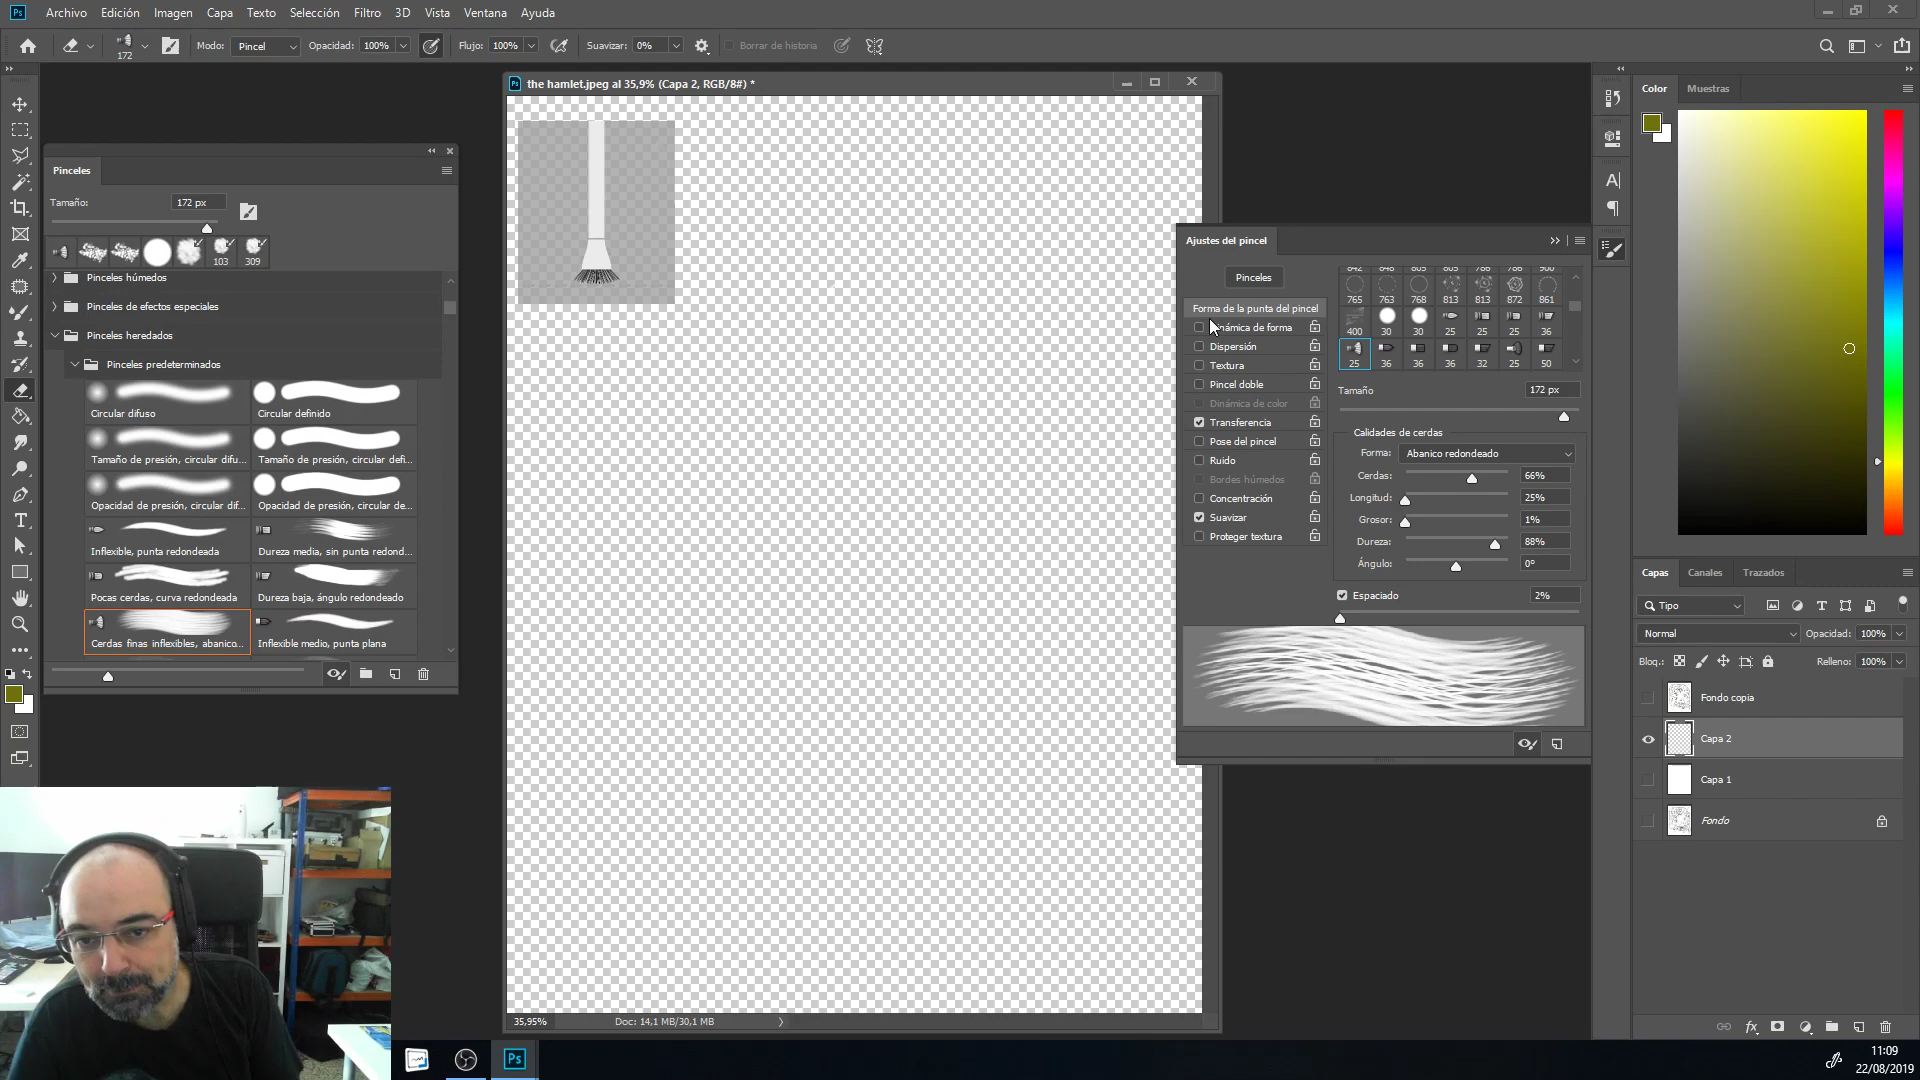 Ps Archivo Edición Imagen Capa Texto Selección Filtro 3D Vista Ventana Ayuda
172 Modo: Pincel Opacidad: 100% Flujo: 100% Suavizar: 0% Borrar de historia
Ps the hamlet.jpeg al 35,9% (Capa 2, RGB/8#) *
Pinceles
Tamaño: 172 px
103 309
Pinceles húmedos
Pinceles de efectos especiales
Pinceles heredados
Pinceles predeterminados
Circular difuso Circular definido
Tamaño de presión, circular difu... Tamaño de presión, circular defi...
Opacidad de presión, circular dif... Opacidad de presión, circular de...
Inflexible, punta redondeada Dureza media, sin punta redond...
Pocas cerdas, curva redondeada Dureza baja, ángulo redondeado
Cerdas finas inflexibles, abanico... Inflexible medio, punta plana
35,95% Doc: 14,1 MB/30,1 MB
Ajustes del pincel
Pinceles
Forma de la punta del pincel
Dinámica de forma
Dispersión
Textura
Pincel doble
Dinámica de color
Transferencia
Pose del pincel
Ruido
Bordes húmedos
Concentración
Suavizar
Proteger textura
765 763 768 813 813 872 861
400 30 30 25 25 25 36
25 36 36 36 32 25 50
Tamaño 172 px
Calidades de cerdas
Forma: Abanico redondeado
Cerdas: 66%
Longitud: 25%
Grosor: 1%
Dureza: 88%
Ángulo: 0°
Espaciado 2%
Color Muestras
Capas Canales Trazados
Tipo
Normal Opacidad: 100%
Bloq.: Relleno: 100%
Fondo copia
Capa 2
Capa 1
Fondo
Ps
11:09
22/08/2019